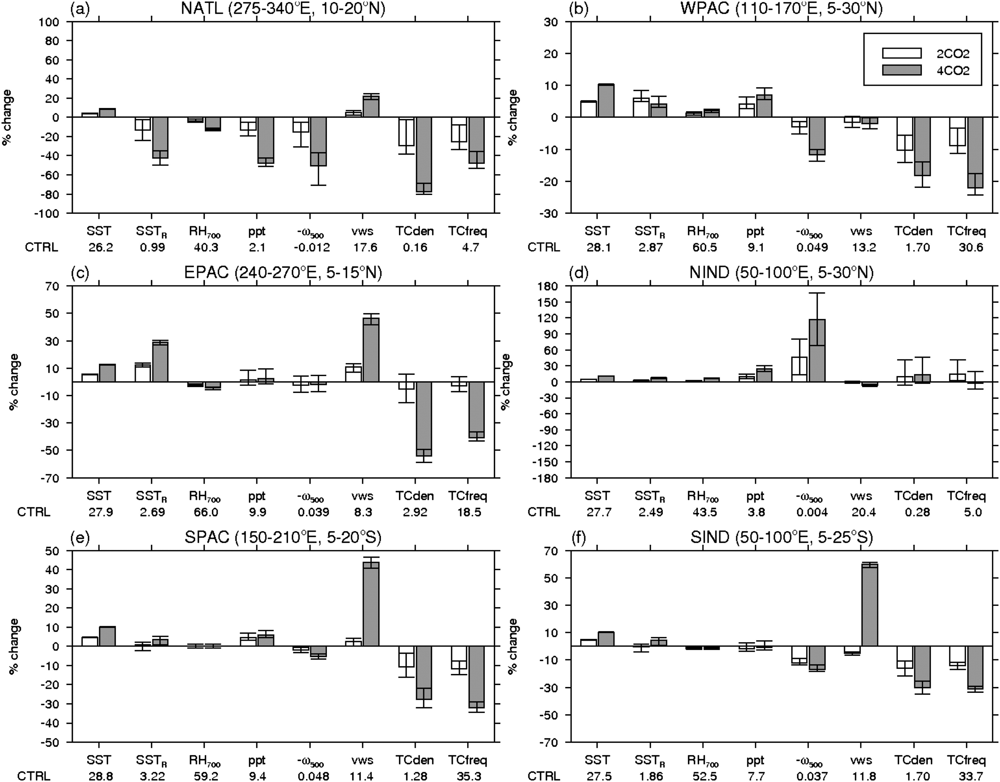 (a) NATL (275-340°E, 10-20°N)
% change
100
80
60
40
20
0
-20
-40
-60
-80
-100
SST SST_R RH_700 ppt -ω_500 vws TCden TCfreq
CTRL 26.2 0.99 40.3 2.1 -0.012 17.6 0.16 4.7
(b) WPAC (110-170°E, 5-30°N)
% change
30
20
10
0
-10
-20
-30
2CO2
4CO2
SST SST_R RH_700 ppt -ω_500 vws TCden TCfreq
CTRL 28.1 2.87 60.5 9.1 0.049 13.2 1.70 30.6
(c) EPAC (240-270°E, 5-15°N)
% change
70
50
30
10
-10
-30
-50
-70
SST SST_R RH_700 ppt -ω_500 vws TCden TCfreq
CTRL 27.9 2.69 66.0 9.9 0.039 8.3 2.92 18.5
(d) NIND (50-100°E, 5-30°N)
% change
180
150
120
90
60
30
0
-30
-60
-90
-120
-150
-180
SST SST_R RH_700 ppt -ω_500 vws TCden TCfreq
CTRL 27.7 2.49 43.5 3.8 0.004 20.4 0.28 5.0
(e) SPAC (150-210°E, 5-20°S)
% change
50
40
30
20
10
0
-10
-20
-30
-40
-50
SST SST_R RH_700 ppt -ω_500 vws TCden TCfreq
CTRL 28.8 3.22 59.2 9.4 0.048 11.4 1.28 35.3
(f) SIND (50-100°E, 5-25°S)
% change
70
50
30
10
-10
-30
-50
-70
SST SST_R RH_700 ppt -ω_500 vws TCden TCfreq
CTRL 27.5 1.86 52.5 7.7 0.037 11.8 1.70 33.7